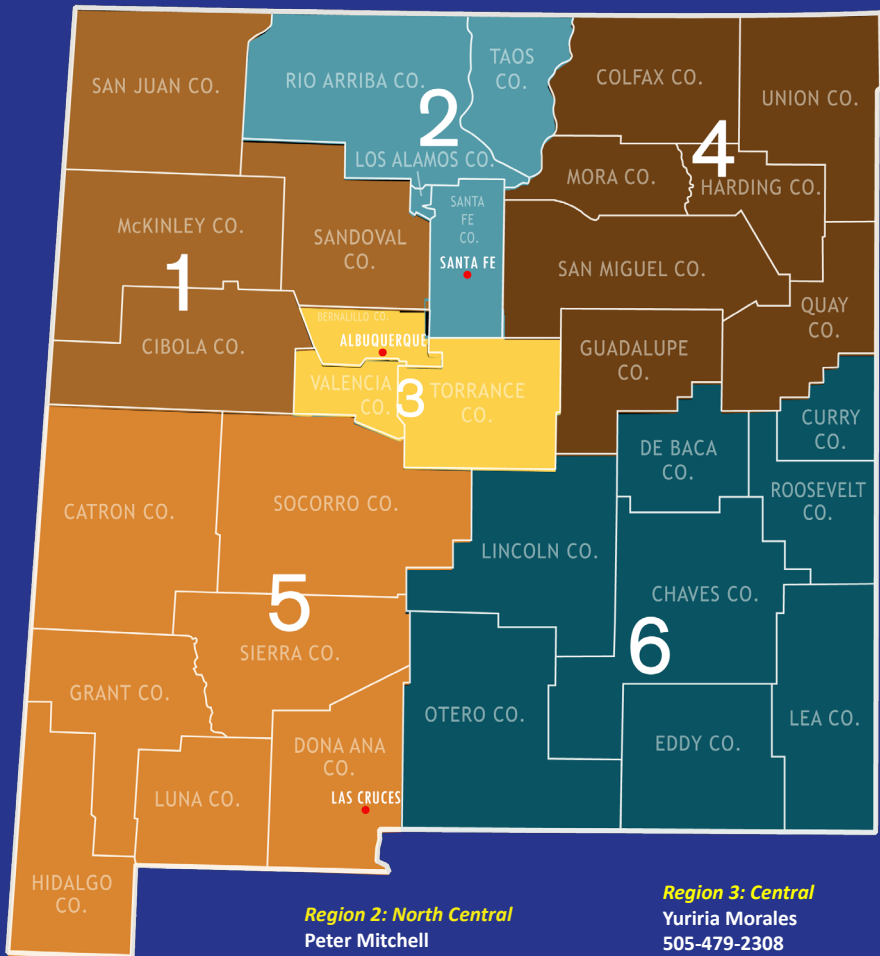 SAN JUAN CO.
RIO ARRIBA CO.
TAOS
CO.
COLFAX CO.
UNION CO.
2
4
LOS ALAMOS CO.
MORA CO.
HARDING CO.
McKINLEY CO.
SANDOVAL
CO.
SANTA
FE
CO.
SANTA FE
SAN MIGUEL CO.
1
QUAY
CO.
BERNALILLO CO.
ALBUQUERQUE
CIBOLA CO.
GUADALUPE
CO.
VALENCIA
CO.
3
TORRANCE
CO.
CURRY
CO.
DE BACA
CO.
ROOSEVELT
CO.
CATRON CO.
SOCORRO CO.
LINCOLN CO.
5
CHAVES CO.
6
SIERRA CO.
GRANT CO.
OTERO CO.
LEA CO.
EDDY CO.
DONA ANA
CO.
LUNA CO.
LAS CRUCES
HIDALGO
CO.
Region 2: North Central
Peter Mitchell
Region 3: Central
Yuriria Morales
505-479-2308